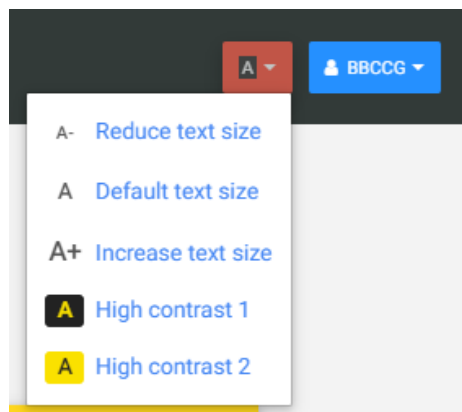 A BBCCG
A- Reduce text size
A Default text size
A+ Increase text size
A High contrast 1
A High contrast 2